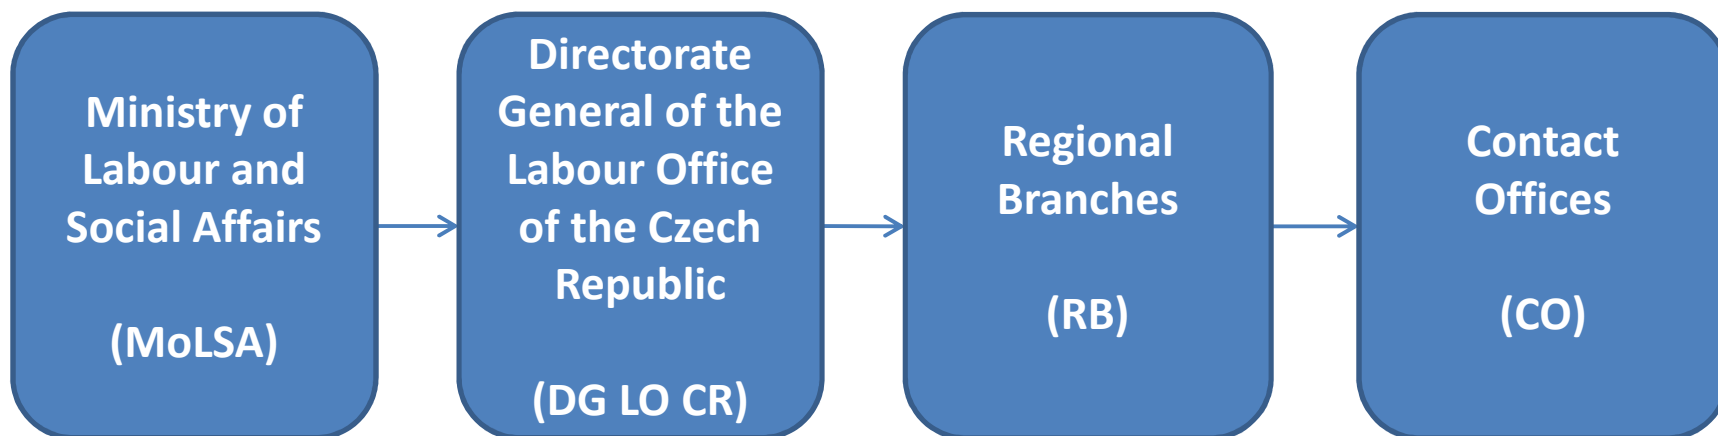 Ministry of
Labour and
Social Affairs
(MoLSA)
Directorate
General of the
Labour Office
of the Czech
Republic
(DG LO CR)
Regional
Branches
(RB)
Contact
Offices
(CO)